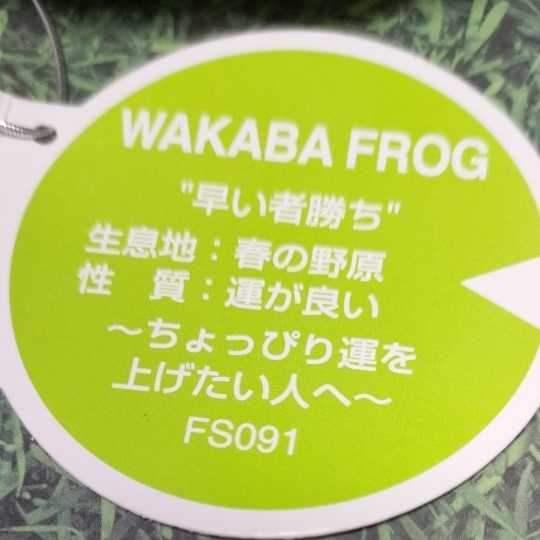 WAKABA FROG
"早い者勝ち"
生息地：春の野原
性　質：運が良い
～ちょっぴり運を
上げたい人へ～
FS091